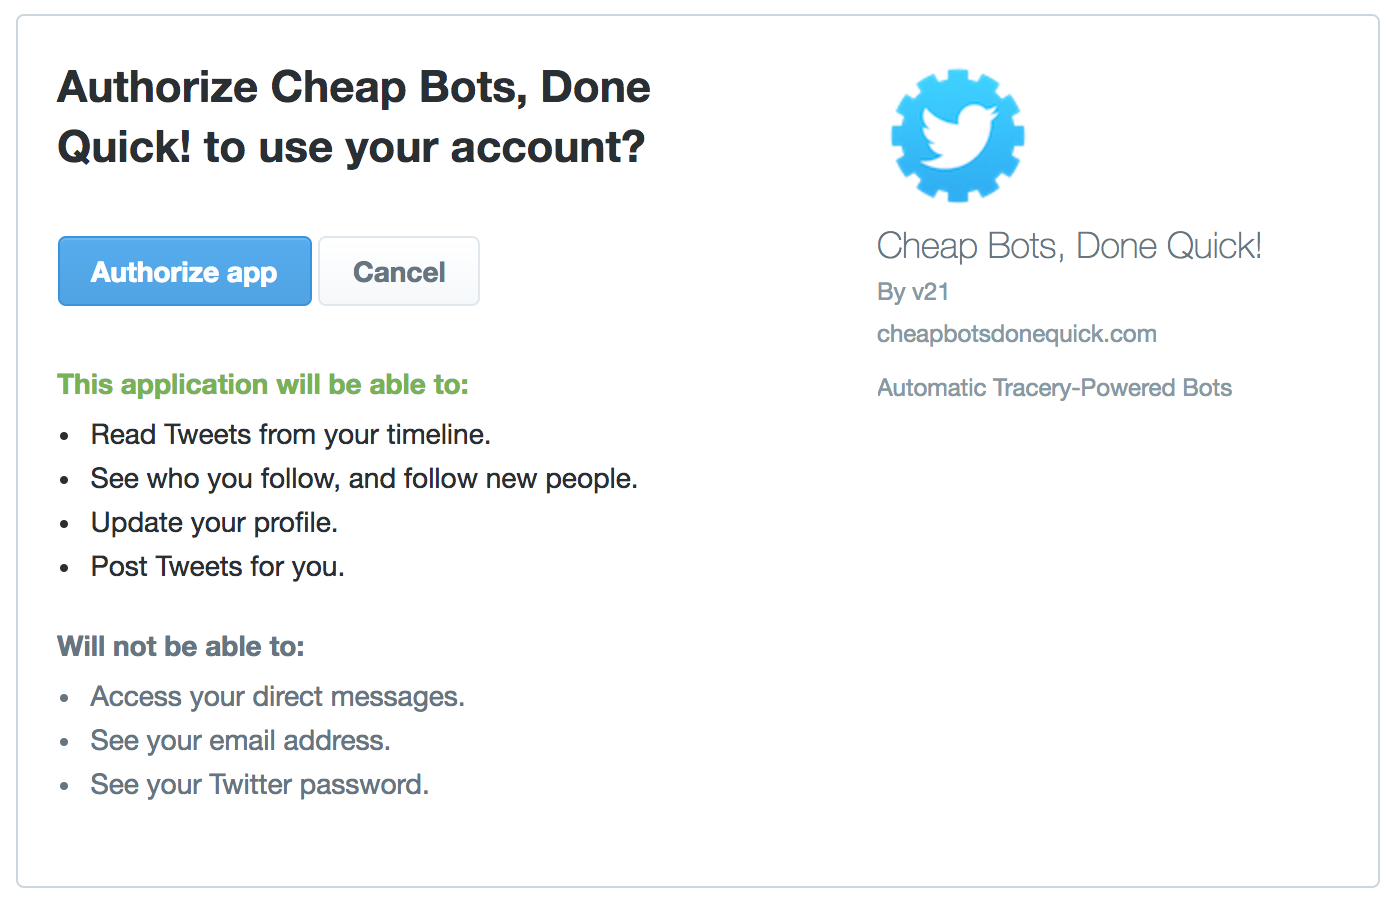 Authorize Cheap Bots, Done
Quick! to use your account?
Authorize app
Cancel
This application will be able to:
• Read Tweets from your timeline.
• See who you follow, and follow new people.
• Update your profile.
• Post Tweets for you.
Will not be able to:
• Access your direct messages.
• See your email address.
• See your Twitter password.
Cheap Bots, Done Quick!
By v21
cheapbotsdonequick.com
Automatic Tracery-Powered Bots